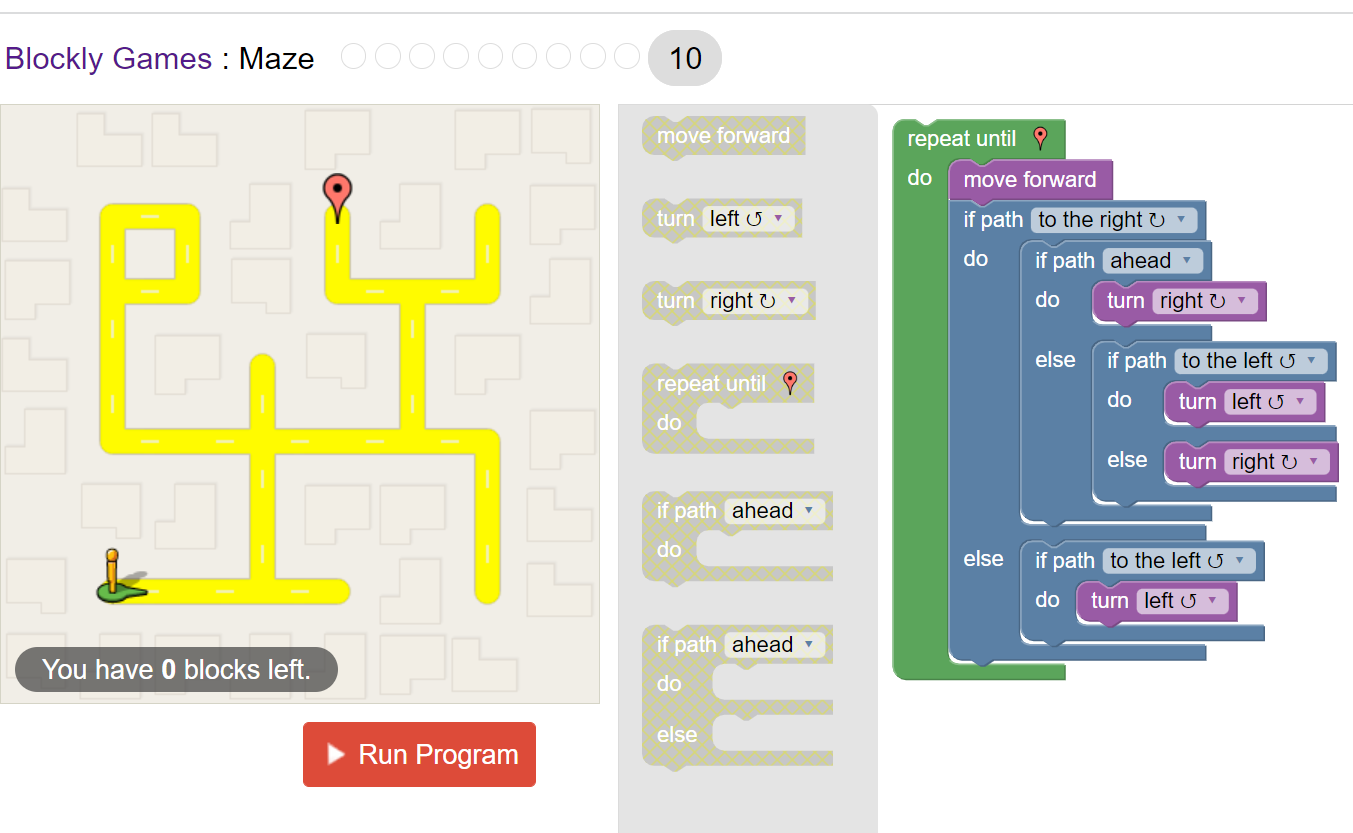 Blockly Games : Maze 10
You have 0 blocks left.
Run Program
move forward
turn left ↺ ▼
turn right ↻ ▼
repeat until
do
if path ahead ▼
do
if path ahead ▼
do
else
repeat until
do move forward
if path to the right ↻ ▼
do if path ahead ▼
do turn right ↻ ▼
else if path to the left ↺ ▼
do turn left ↺ ▼
else turn right ↻ ▼
else if path to the left ↺ ▼
do turn left ↺ ▼